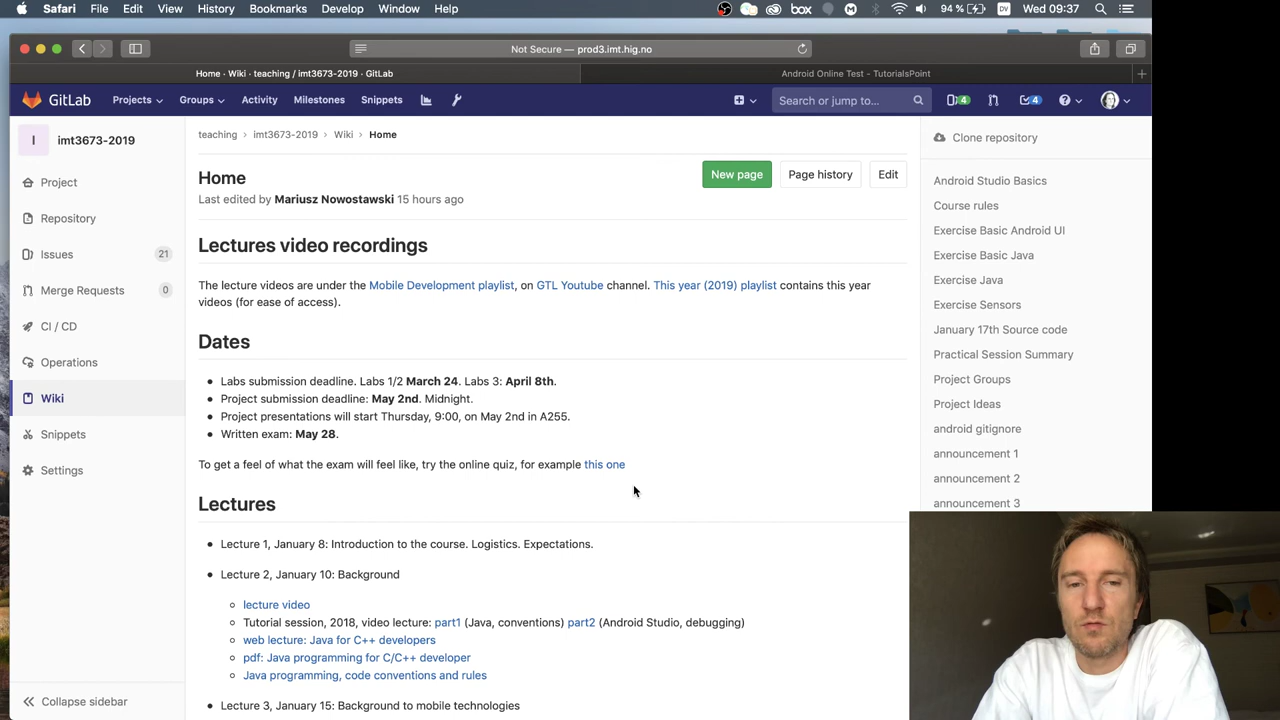 Safari File Edit View History Bookmarks Develop Window Help box 94 % DV Wed 09:37
Not Secure — prod3.imt.hig.no
Home · Wiki · teaching / imt3673-2019 · GitLab Android Online Test - TutorialsPoint
GitLab Projects Groups Activity Milestones Snippets Search or jump to... 4 4
I imt3673-2019
Project
Repository
Issues 21
Merge Requests 0
CI / CD
Operations
Wiki
Snippets
Settings
Collapse sidebar
teaching › imt3673-2019 › Wiki › Home
Home
New page Page history Edit
Last edited by Mariusz Nowostawski 15 hours ago
Lectures video recordings
The lecture videos are under the Mobile Development playlist, on GTL Youtube channel. This year (2019) playlist contains this year
videos (for ease of access).
Dates
• Labs submission deadline. Labs 1/2 March 24. Labs 3: April 8th.
• Project submission deadline: May 2nd. Midnight.
• Project presentations will start Thursday, 9:00, on May 2nd in A255.
• Written exam: May 28.
To get a feel of what the exam will feel like, try the online quiz, for example this one
Lectures
• Lecture 1, January 8: Introduction to the course. Logistics. Expectations.
• Lecture 2, January 10: Background
◦ lecture video
◦ Tutorial session, 2018, video lecture: part1 (Java, conventions) part2 (Android Studio, debugging)
◦ web lecture: Java for C++ developers
◦ pdf: Java programming for C/C++ developer
◦ Java programming, code conventions and rules
• Lecture 3, January 15: Background to mobile technologies
Clone repository
Android Studio Basics
Course rules
Exercise Basic Android UI
Exercise Basic Java
Exercise Java
Exercise Sensors
January 17th Source code
Practical Session Summary
Project Groups
Project Ideas
android gitignore
announcement 1
announcement 2
announcement 3